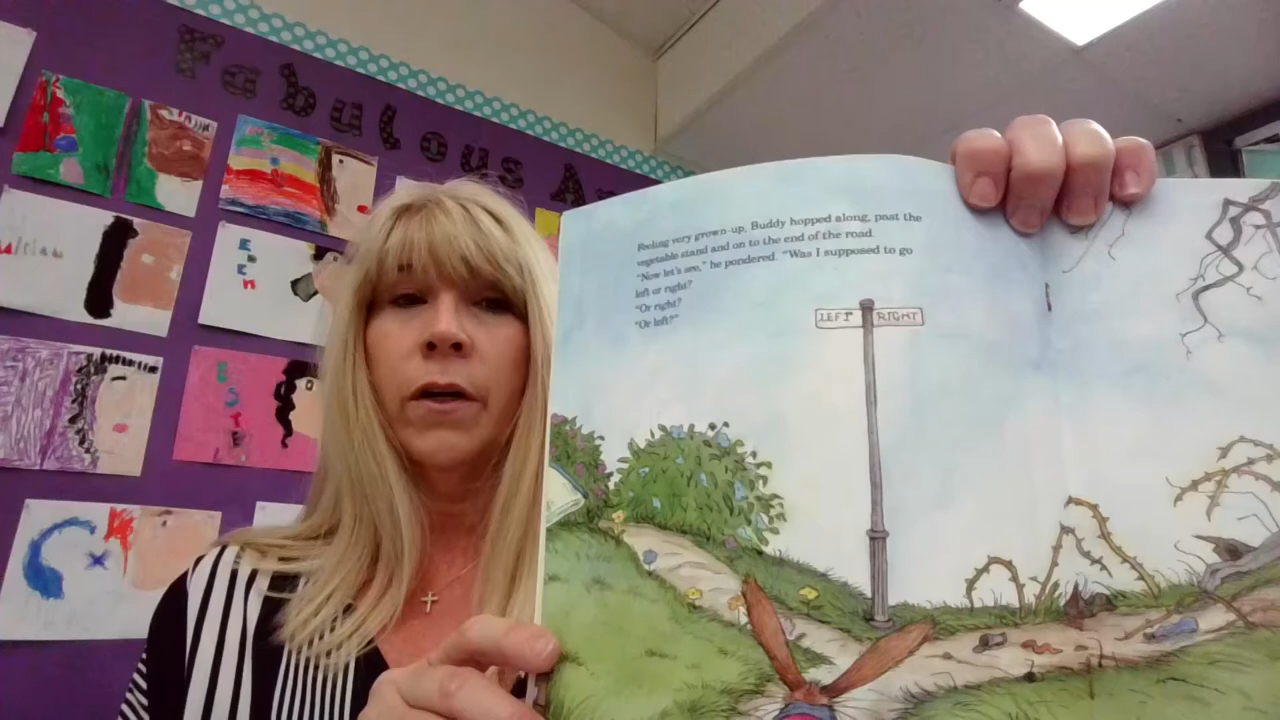 Fabulous
EDEN
Feeling very grown-up, Buddy hopped along, past the
vegetable stand and on to the end of the road.
"Now let's see," he pondered. "Was I supposed to go
left or right?
"Or right?
"Or left?"
LEFT RIGHT